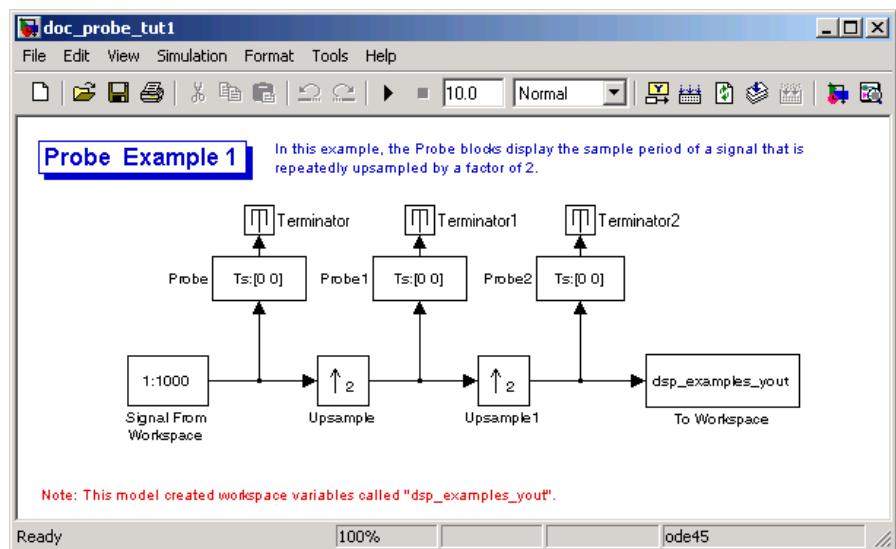 doc_probe_tut1
File Edit View Simulation Format Tools Help
10.0 Normal
Probe Example 1
In this example, the Probe blocks display the sample period of a signal that is
repeatedly upsampled by a factor of 2.
Terminator Terminator1 Terminator2
Probe Ts:[0 0] Probe1 Ts:[0 0] Probe2 Ts:[0 0]
1:1000 2 2 dsp_examples_yout
Signal From
Workspace
Upsample Upsample1 To Workspace
Note: This model created workspace variables called "dsp_examples_yout".
Ready 100% ode45